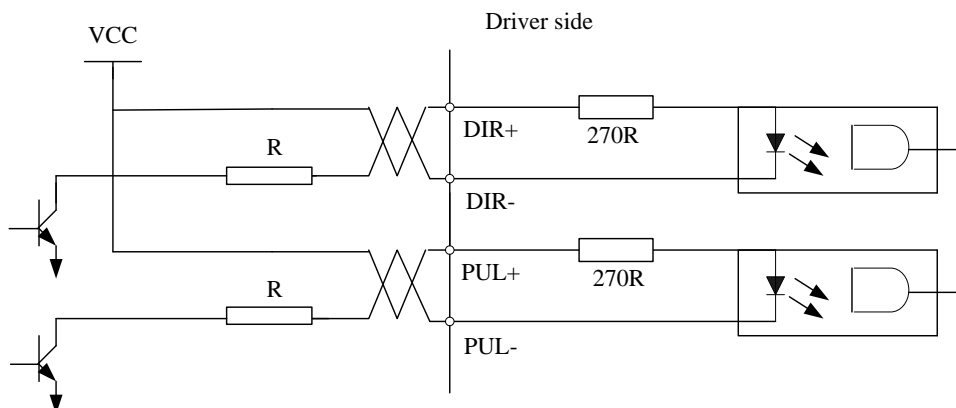 Driver side
VCC
DIR+
270R
R
DIR-
PUL+
270R
R
PUL-